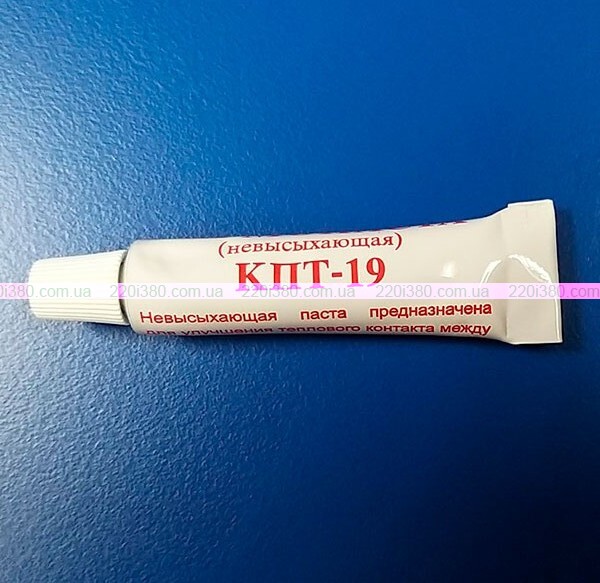 (невысыхающая)
КПТ-19
220i380.com.ua 220i380.com.ua 220i380.com.ua 220i380.com.ua
Невысыхающая паста предназначена
для улучшения теплового контакта между